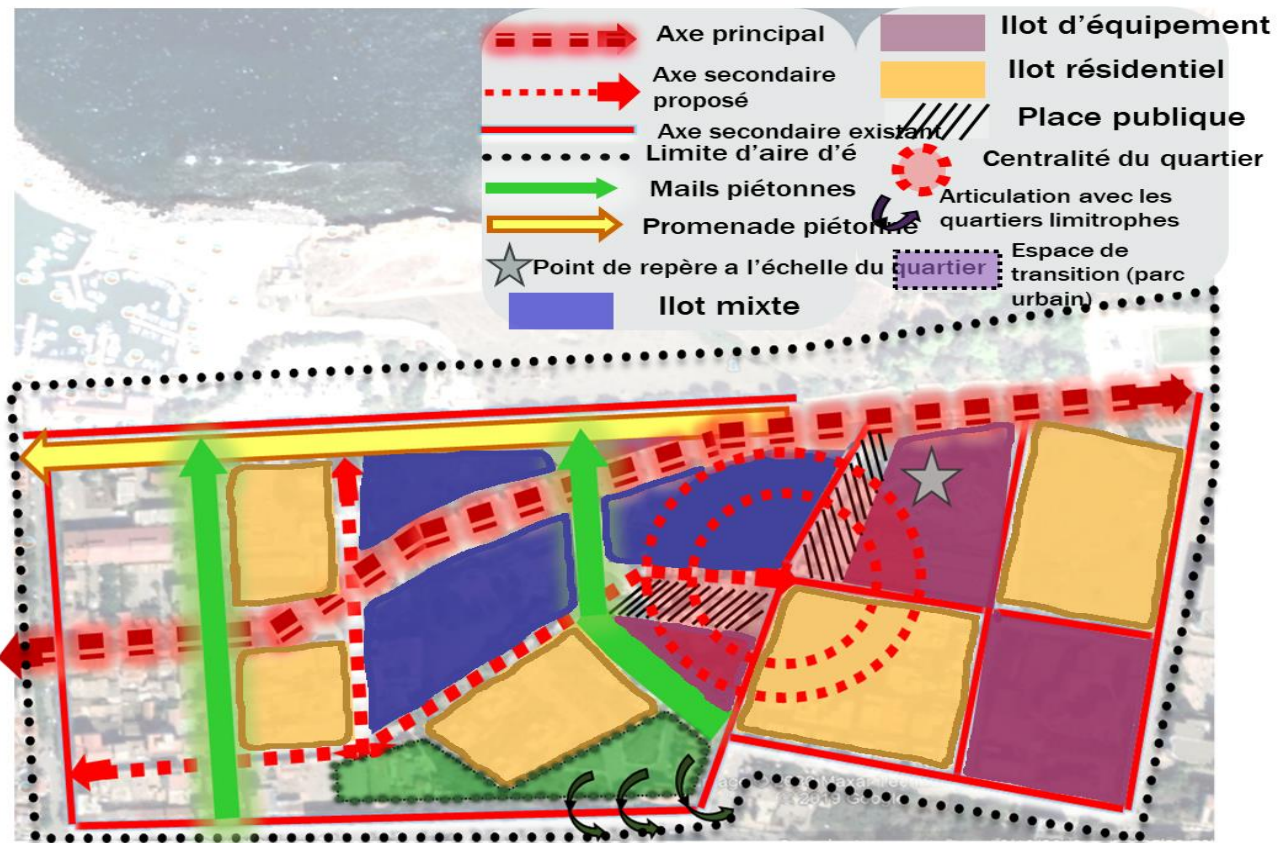 Axe principal
Axe secondaire
proposé
Axe secondaire existant
Limite d'aire d'é
Mails piétonnes
Promenade piétonne
Point de repère a l'échelle du quartier
Ilot mixte
Ilot d'équipement
Ilot résidentiel
Place publique
Centralité du quartier
Articulation avec les
quartiers limitrophes
Espace de
transition (parc
urbain)